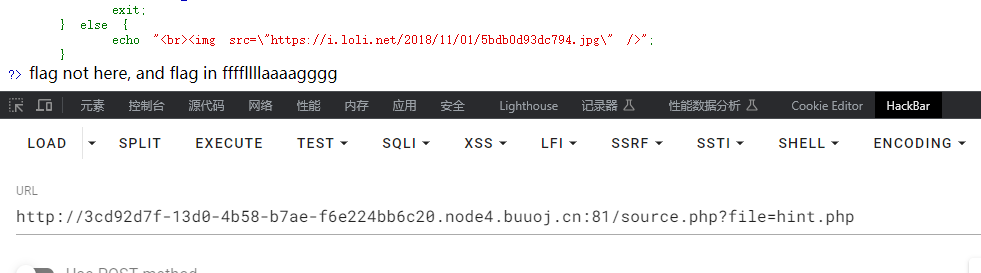 exit;
} else {
echo "<br><img src=\"https://i.loli.net/2018/11/01/5bdb0d93dc794.jpg\" />";
}
?> flag not here, and flag in ffffllllaaaagggg
元素 控制台 源代码 网络 性能 内存 应用 安全 Lighthouse 记录器 性能数据分析 Cookie Editor HackBar
LOAD SPLIT EXECUTE TEST SQLI XSS LFI SSRF SSTI SHELL ENCODING
URL
http://3cd92d7f-13d0-4b58-b7ae-f6e224bb6c20.node4.buuoj.cn:81/source.php?file=hint.php
Use POST method